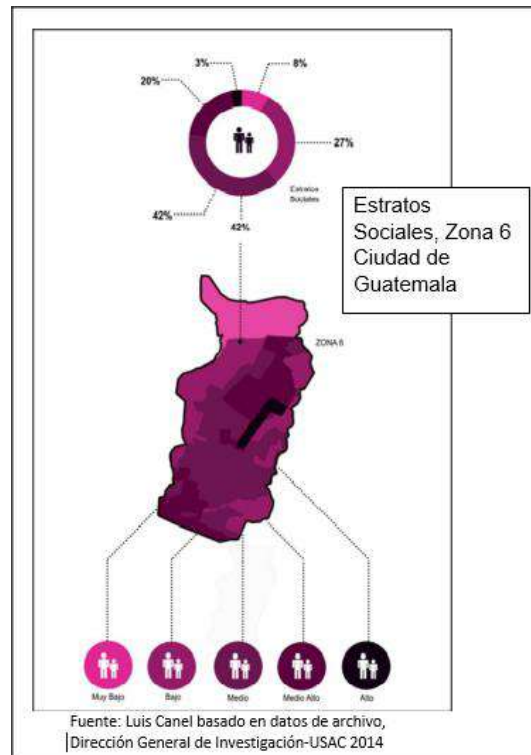 3%
8%
20%
27%
Estratos
Sociales
42%
42%
Estratos
Sociales, Zona 6
Ciudad de
Guatemala
ZONA 6
Muy Bajo
Bajo
Medio
Medio Alto
Alto
Fuente: Luis Canel basado en datos de archivo,
Dirección General de Investigación-USAC 2014